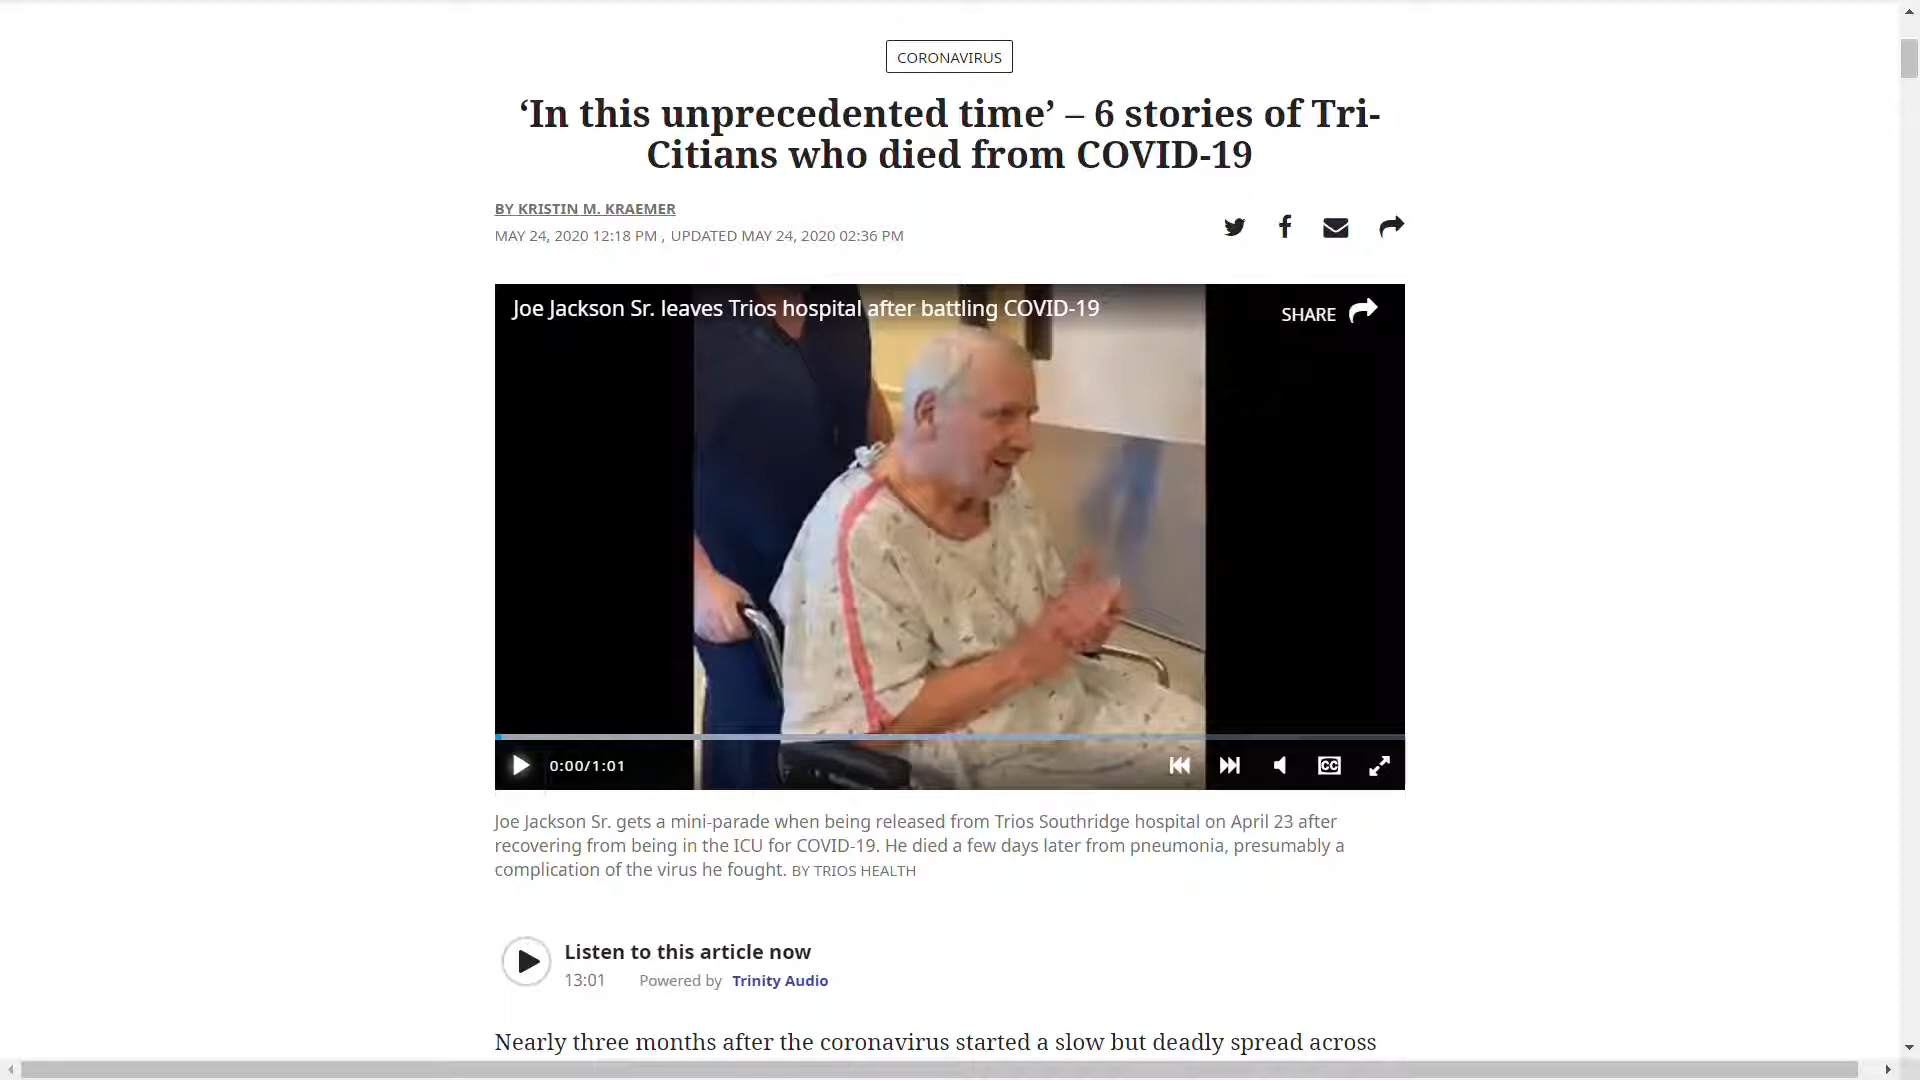 CORONAVIRUS
‘In this unprecedented time’ – 6 stories of Tri-
Citians who died from COVID-19
BY KRISTIN M. KRAEMER
MAY 24, 2020 12:18 PM , UPDATED MAY 24, 2020 02:36 PM
Joe Jackson Sr. leaves Trios hospital after battling COVID-19
SHARE
0:00/1:01
CC
Joe Jackson Sr. gets a mini-parade when being released from Trios Southridge hospital on April 23 after
recovering from being in the ICU for COVID-19. He died a few days later from pneumonia, presumably a
complication of the virus he fought. BY TRIOS HEALTH
Listen to this article now
13:01 Powered by Trinity Audio
Nearly three months after the coronavirus started a slow but deadly spread across